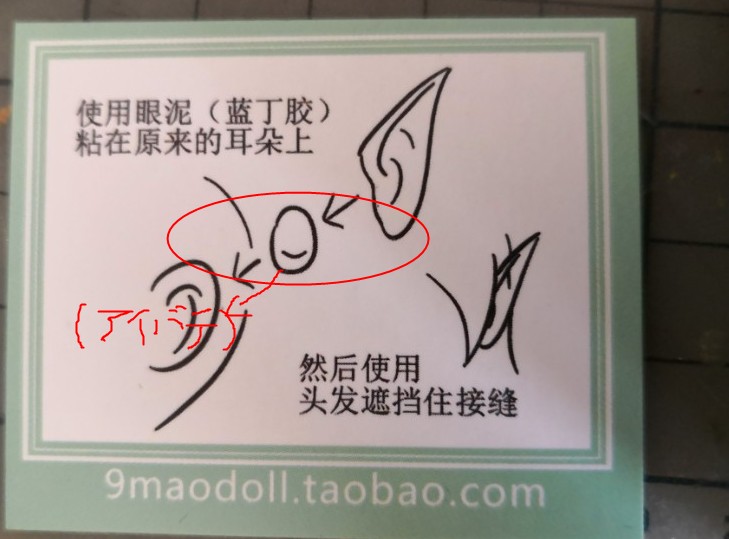 使用眼泥（蓝丁胶）
粘在原来的耳朵上
(アイパテ)
然后使用
头发遮挡住接缝
9maodoll.taobao.com